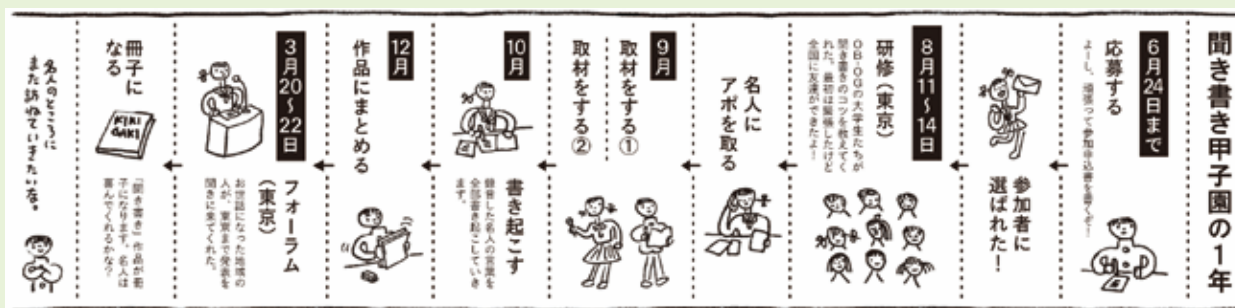 聞き書き甲子園の1年
6月24日まで
応募する
よーし、頑張って参加申込書を書くぞ!
参加者に
選ばれた！
8月11〜14日
研修（東京）
OB・OGの大学生たちが
聞き書きのコツを教えてく
れた。最初は緊張したけど
全国に友達ができたよ！
名人に
アポを取る
9月
取材をする①
取材をする②
10月
書き起こす
録音した「名人の言葉を
全部書き起こしていき
ます。
12月
作品にまとめる
3月20〜22日
フォーラム
（東京）
お世話になった地域の
人が、東京まで発表を
聞きに来てくれた。
冊子に
なる
KIKI
GAKI
「聞き書き」作品が冊
子になります。名人は
喜んでくれるかな？
名人のところに
また訪ねていきたいな。